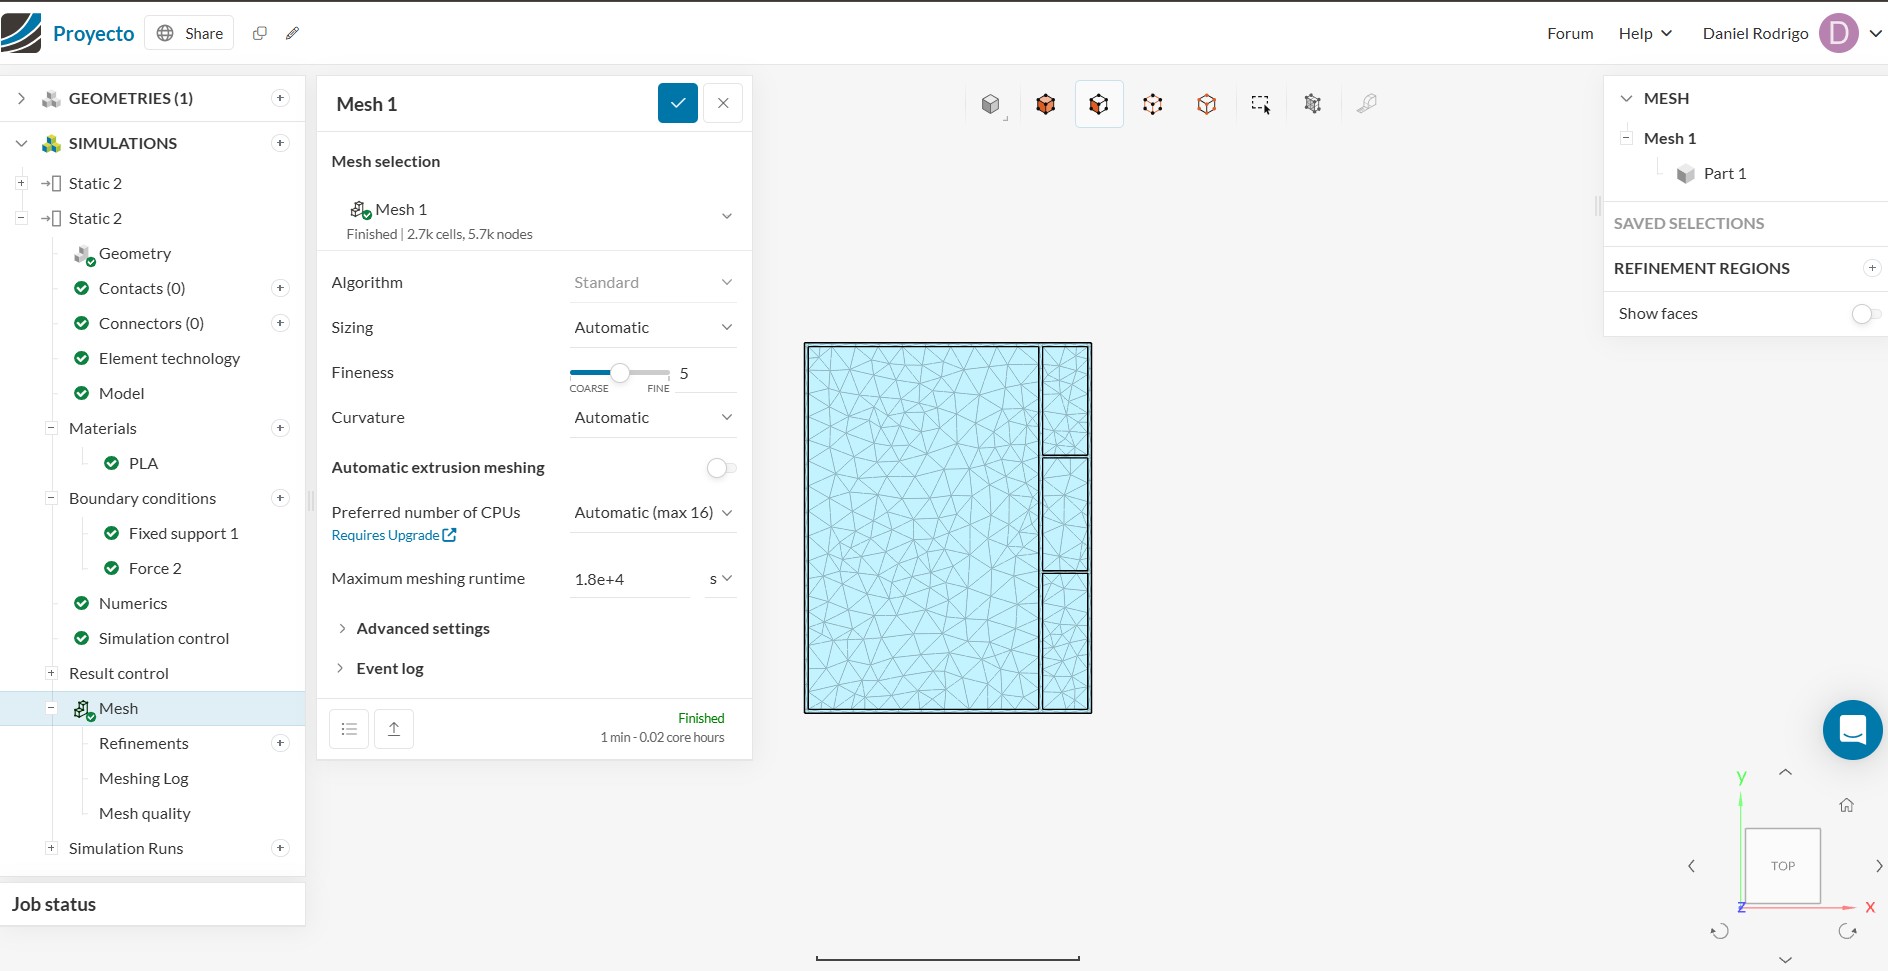 Proyecto
Share
Forum
Help
Daniel Rodrigo
D
GEOMETRIES (1)
SIMULATIONS
Static 2
Static 2
Geometry
Contacts (0)
Connectors (0)
Element technology
Model
Materials
PLA
Boundary conditions
Fixed support 1
Force 2
Numerics
Simulation control
Result control
Mesh
Refinements
Meshing Log
Mesh quality
Simulation Runs
Job status
Mesh 1
Mesh selection
Mesh 1
Finished | 2.7k cells, 5.7k nodes
Algorithm Standard
Sizing Automatic
Fineness 5
COARSE FINE
Curvature Automatic
Automatic extrusion meshing
Preferred number of CPUs Automatic (max 16)
Requires Upgrade
Maximum meshing runtime 1.8e+4 s
Advanced settings
Event log
Finished
1 min - 0.02 core hours
MESH
Mesh 1
Part 1
SAVED SELECTIONS
REFINEMENT REGIONS
Show faces
y
TOP
z
x